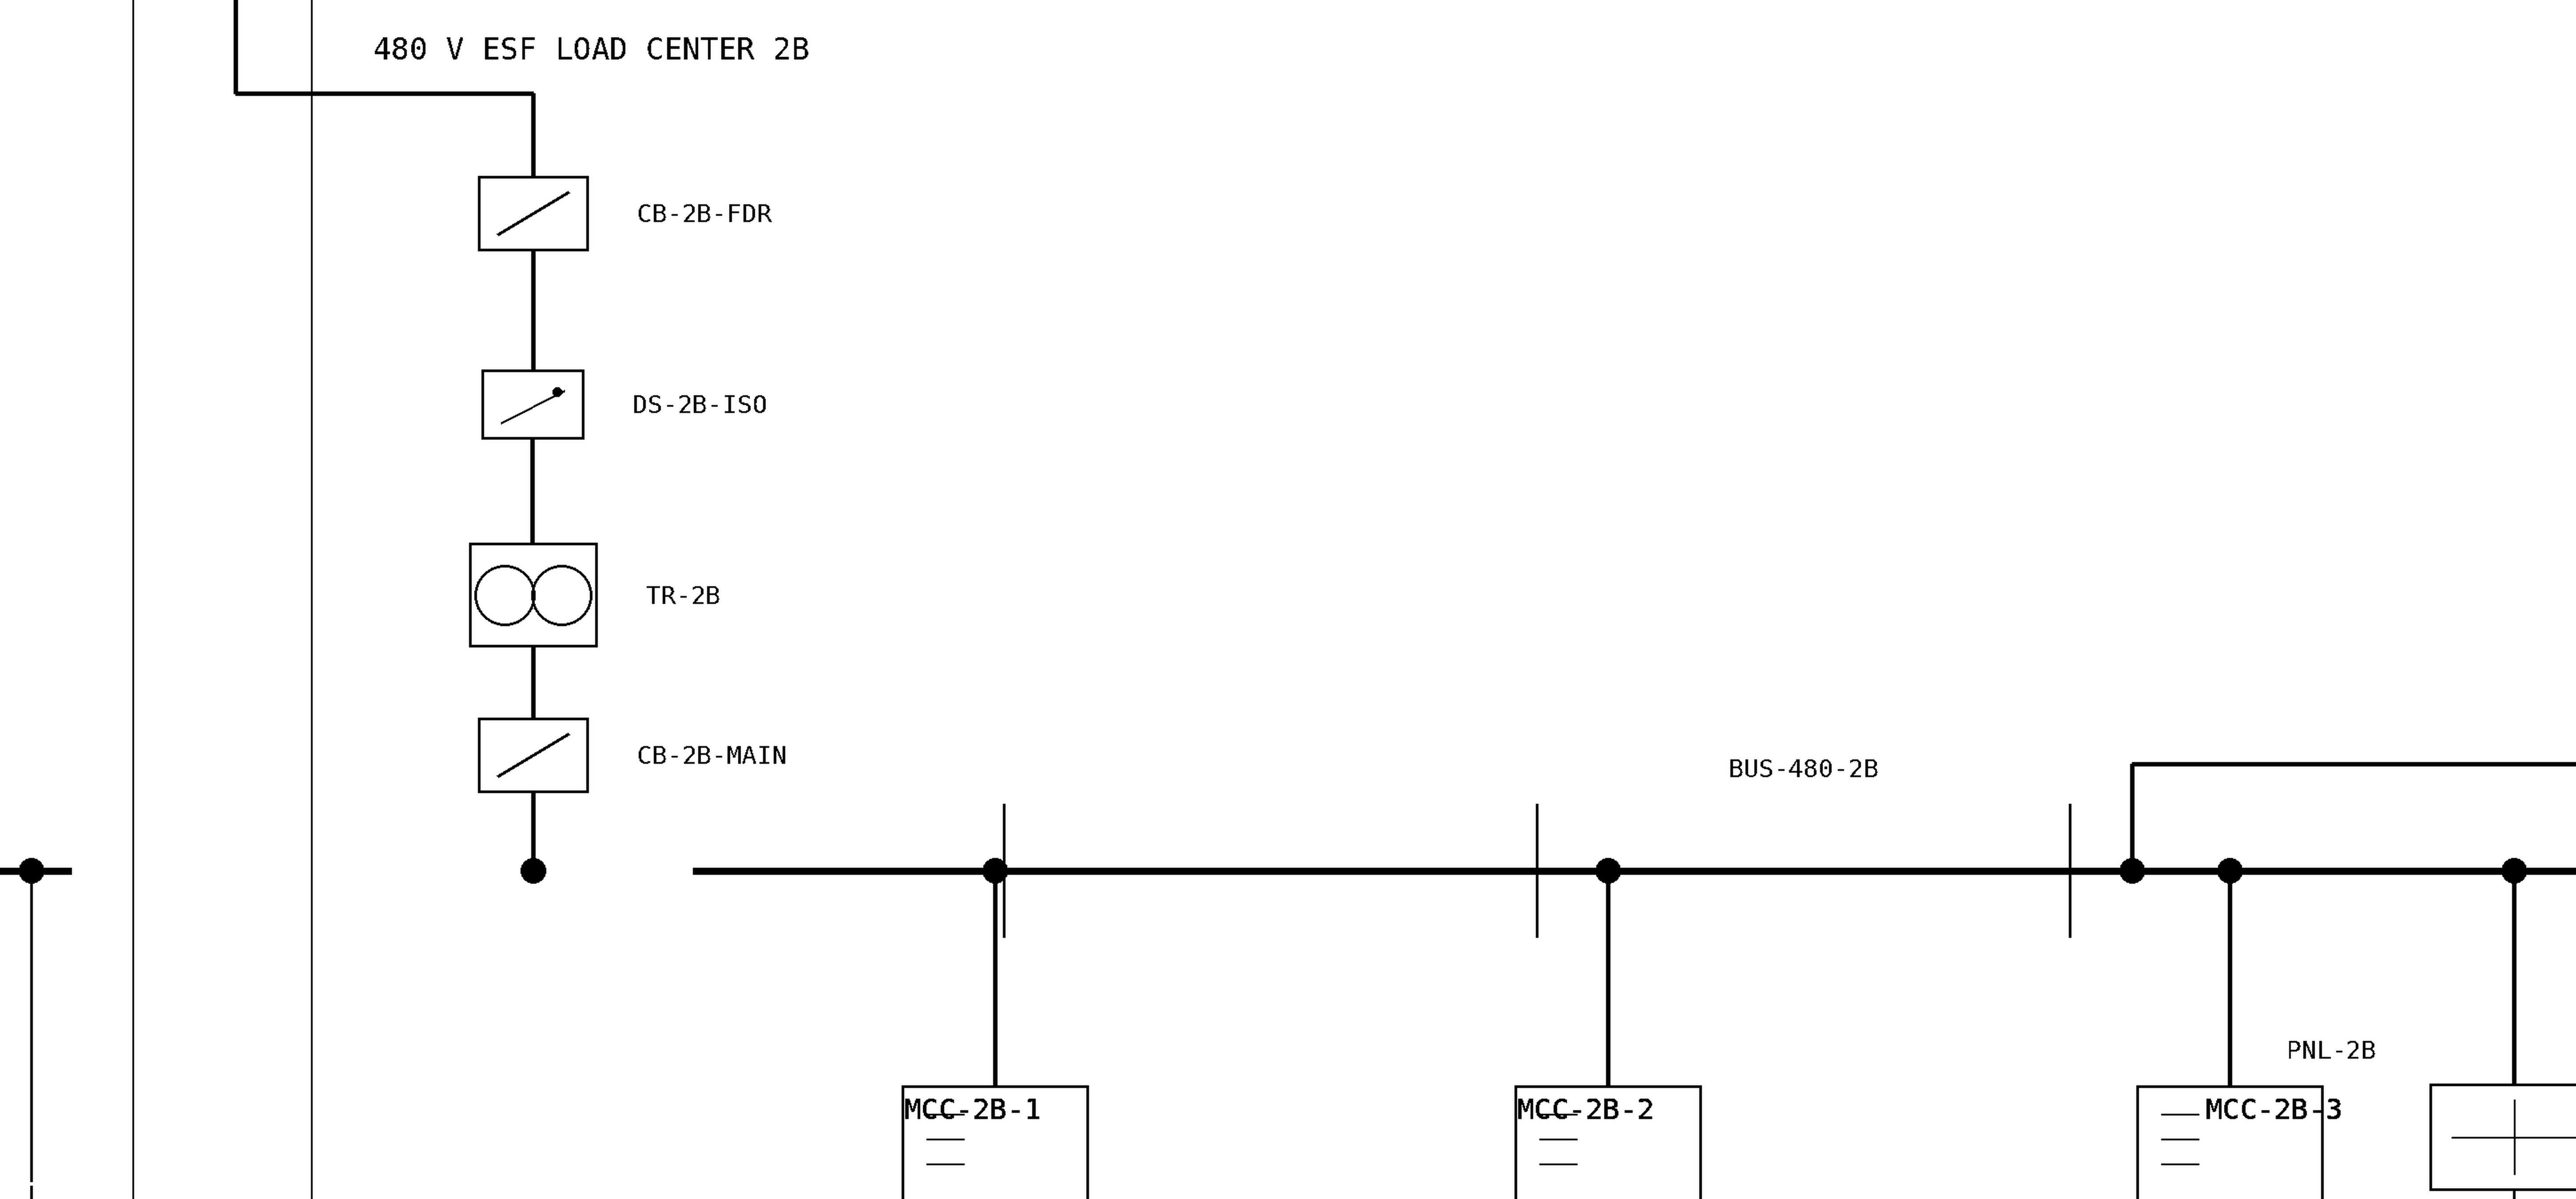 480 V ESF LOAD CENTER 2B
CB-2B-FDR
DS-2B-ISO
TR-2B
CB-2B-MAIN
BUS-480-2B
PNL-2B
MCC-2B-1
MCC-2B-2
MCC-2B-3